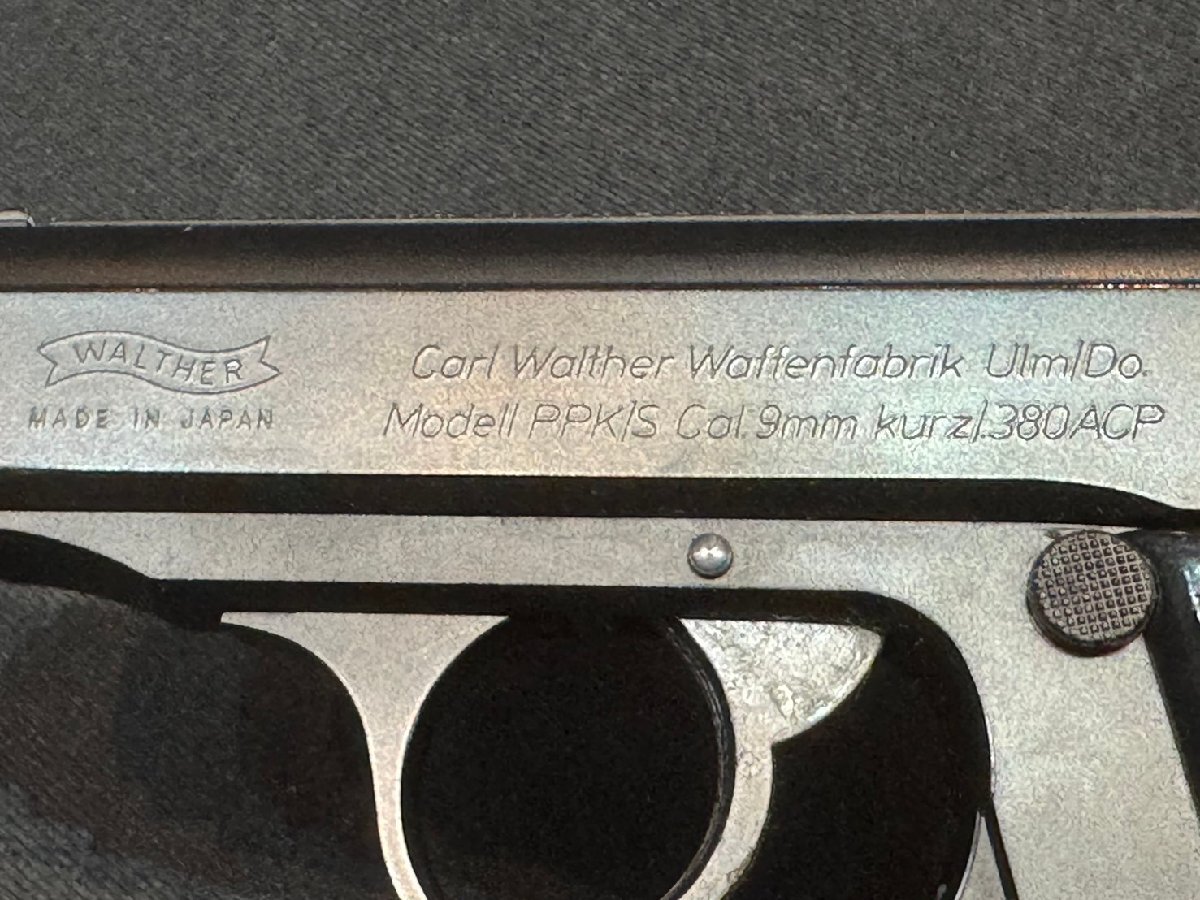 WALTHER
MADE IN JAPAN
Carl Walther Waffenfabrik Ulm/Do.
Modell PPK/S Cal.9mm kurz/.380ACP